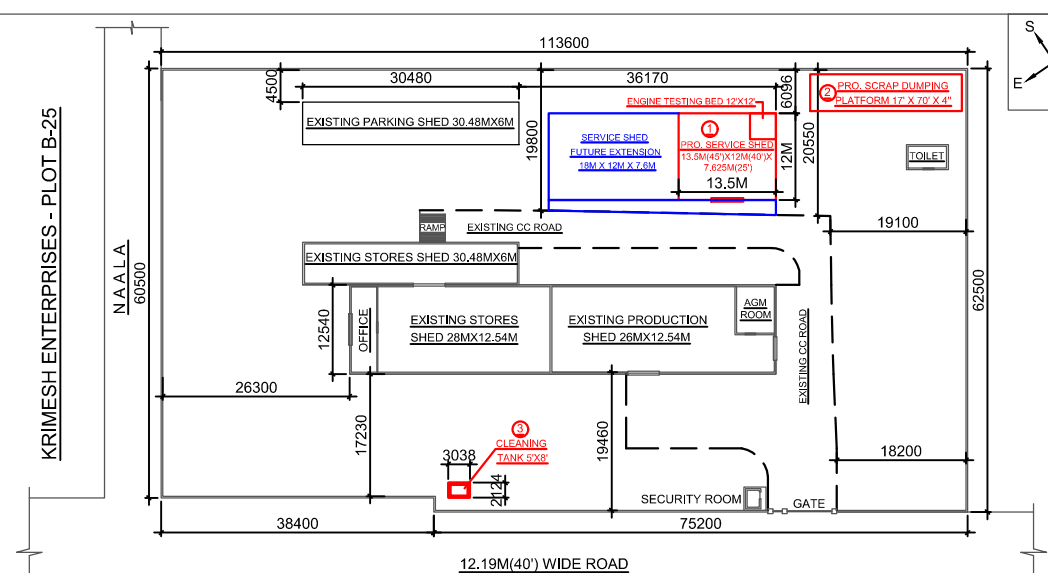 S
E
113600
30480
36170
4500
6096
ENGINE TESTING BED 12'X12'
2
PRO. SCRAP DUMPING
PLATFORM 17' X 70' X 4"
EXISTING PARKING SHED 30.48MX6M
19800
SERVICE SHED
FUTURE EXTENSION
18M X 12M X 7.6M
1
PRO. SERVICE SHED
13.5M(45')X12M(40')X
7.625M(25')
13.5M
12M
20550
TOILET
KRIMESH ENTERPRISES - PLOT B-25
NAALA
60500
RAMP
EXISTING CC ROAD
19100
EXISTING STORES SHED 30.48MX6M
62500
12540
OFFICE
EXISTING STORES
SHED 28MX12.54M
EXISTING PRODUCTION
SHED 26MX12.54M
AGM
ROOM
EXISTING CC ROAD
26300
17230
3
CLEANING
TANK 5'X8'
3038
2124
19460
18200
SECURITY ROOM
GATE
38400
75200
12.19M(40') WIDE ROAD